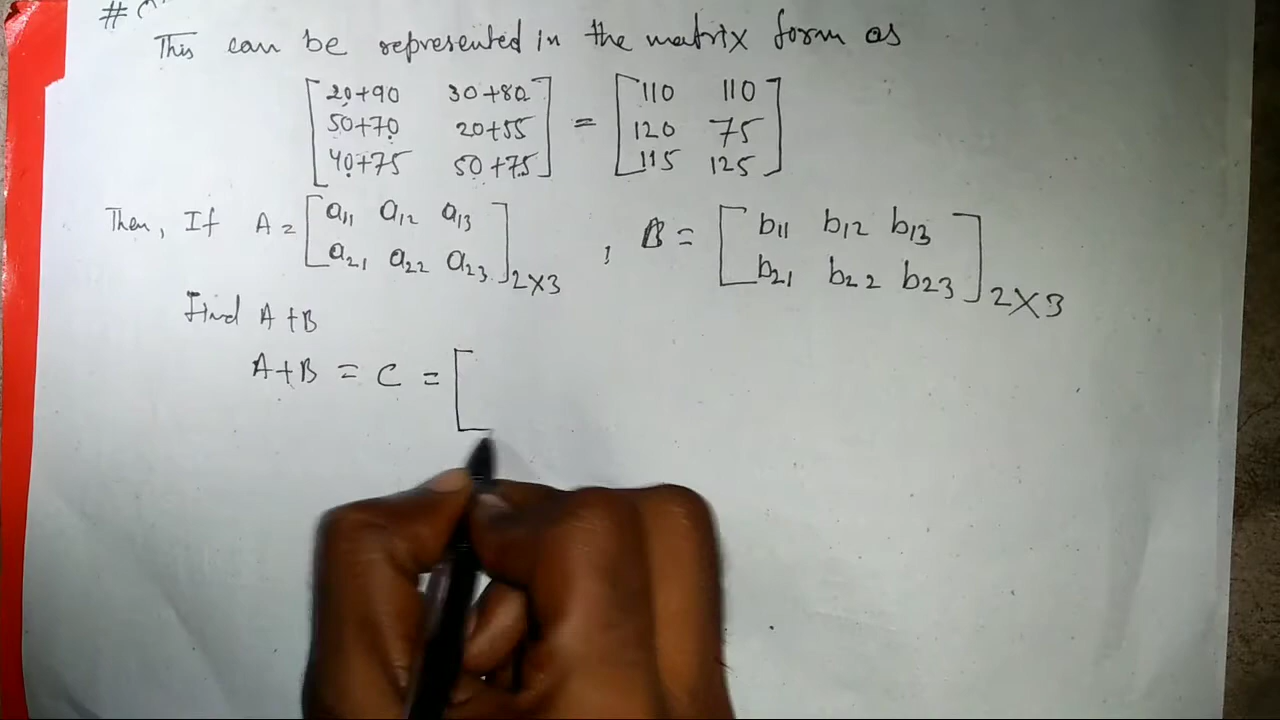 #
This can be represented in the matrix form as
[20+90 30+80] = [110 110]
[50+70 20+55] [120 75]
[40+75 50+75] [115 125]
Then, If A = [a11 a12 a13] , B = [b11 b12 b13]
[a21 a22 a23]2×3 [b21 b22 b23]2×3
Find A+B
A+B = C = [